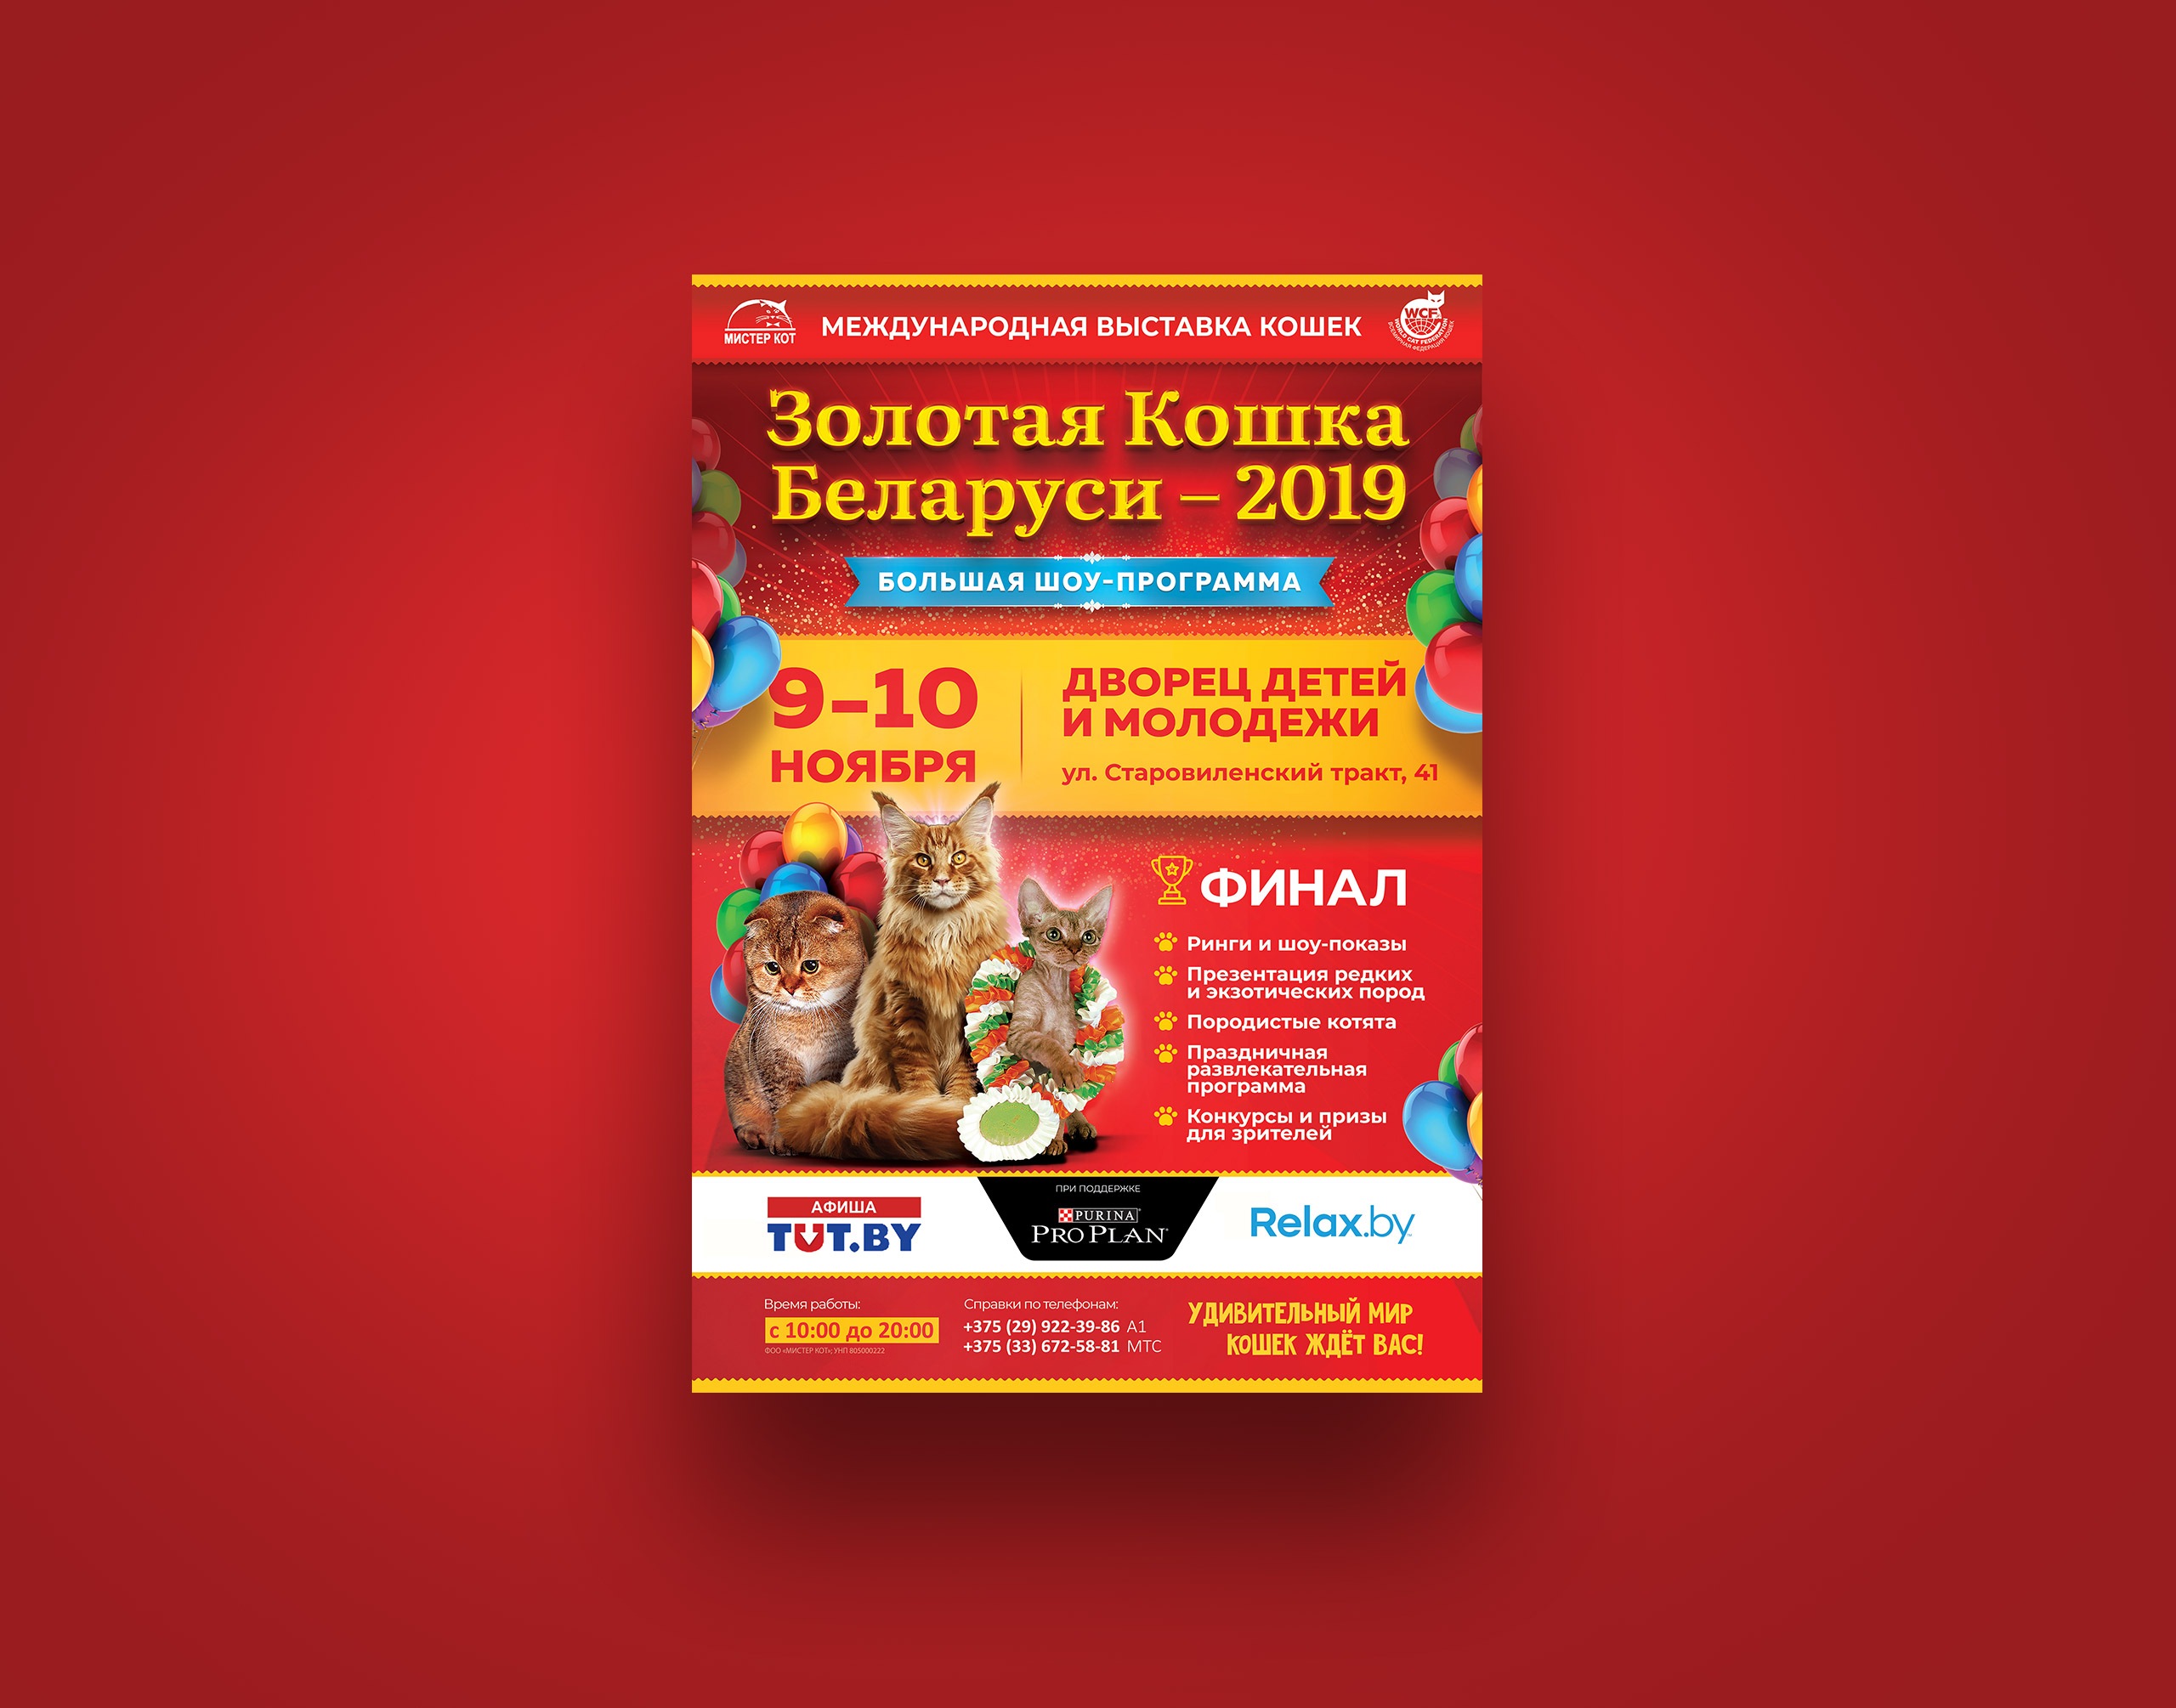 МИСТЕР КОТ
МЕЖДУНАРОДНАЯ ВЫСТАВКА КОШЕК
WCF
WORLD CAT FEDERATION
ВСЕМИРНАЯ ФЕДЕРАЦИЯ КОШЕК
Золотая Кошка
Беларуси – 2019
БОЛЬШАЯ ШОУ-ПРОГРАММА
9-10
НОЯБРЯ
ДВОРЕЦ ДЕТЕЙ
И МОЛОДЕЖИ
ул. Старовиленский тракт, 41
ФИНАЛ
Ринги и шоу-показы
Презентация редких
и экзотических пород
Породистые котята
Праздничная
развлекательная
программа
Конкурсы и призы
для зрителей
АФИША
TUT.BY
ПРИ ПОДДЕРЖКЕ
PURINA
PRO PLAN
Relax.by
Время работы:
с 10:00 до 20:00
ФОО «МИСТЕР КОТ»; УНП 805000222
Справки по телефонам:
+375 (29) 922-39-86 А1
+375 (33) 672-58-81 МТС
УДИВИТЕЛЬНЫЙ МИР
КОШЕК ЖДЁТ ВАС!